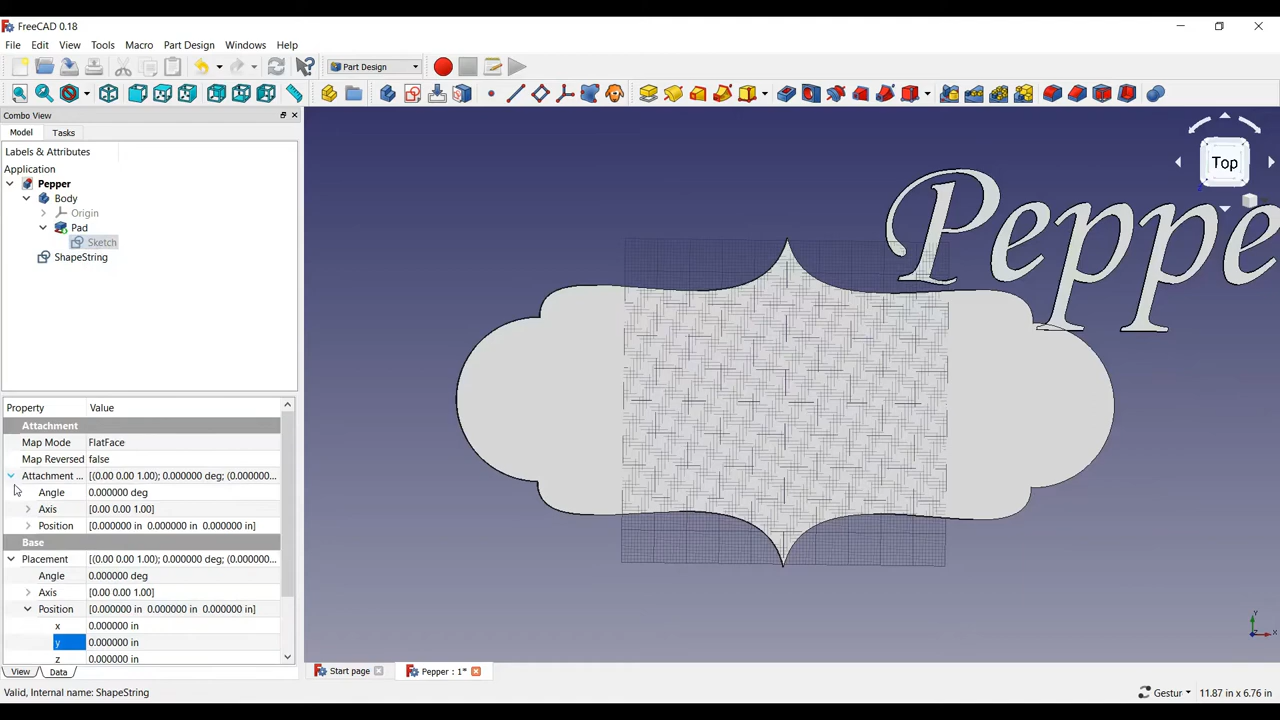 FreeCAD 0.18
File Edit View Tools Macro Part Design Windows Help
Part Design
Combo View
Model Tasks
Labels & Attributes
Application
Pepper
Body
Origin
Pad
Sketch
ShapeString
Property Value
Attachment
Map Mode FlatFace
Map Reversed false
Attachment ... [(0.00 0.00 1.00); 0.000000 deg; (0.000000...
Angle 0.000000 deg
Axis [0.00 0.00 1.00]
Position [0.000000 in 0.000000 in 0.000000 in]
Base
Placement [(0.00 0.00 1.00); 0.000000 deg; (0.000000...
Angle 0.000000 deg
Axis [0.00 0.00 1.00]
Position [0.000000 in 0.000000 in 0.000000 in]
x 0.000000 in
y 0.000000 in
z 0.000000 in
View Data
Top
Peppe
Z
Y
Z X
Start page Pepper : 1*
Valid, Internal name: ShapeString
Gestur 11.87 in x 6.76 in